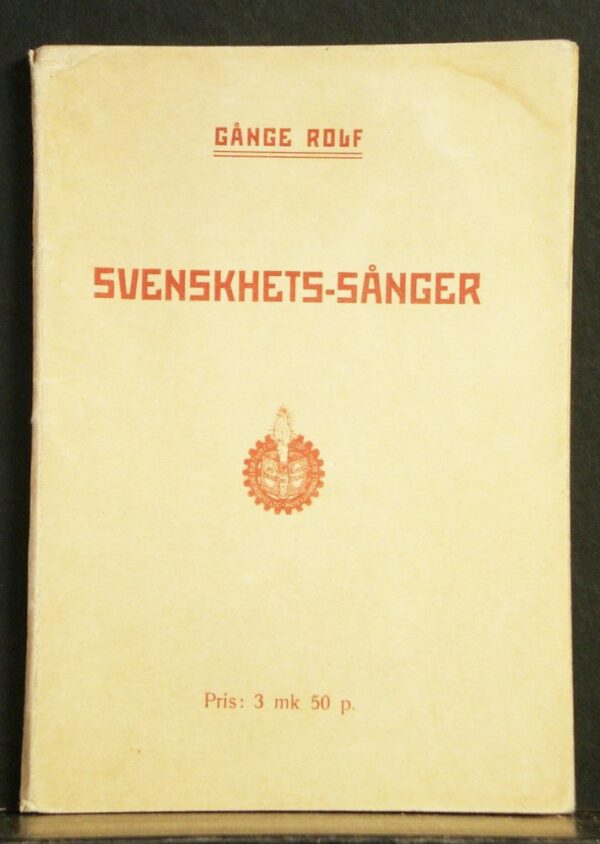 GÅNGE ROLF
SVENSKHETS-SÅNGER
Pris: 3 mk 50 p.